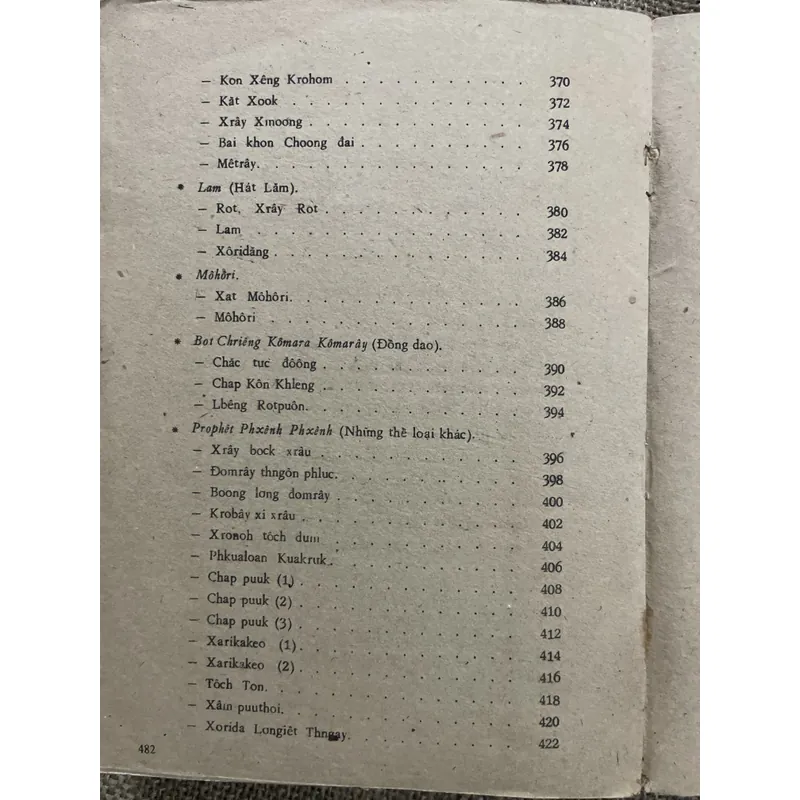 — Kon Xêng Krohom . . . . . . . . . . . 370
— Kăt Xook . . . . . . . . . . . . . 372
— Xrây Xmoong . . . . . . . . . . . . 374
— Bai khon Choong đai . . . . . . . . . . 376
— Mêtrây. . . . . . . . . . . . . . 378
* Lam (Hát Lăm).
— Rot, Xrây Rot . . . . . . . . . . . . 380
— Lam . . . . . . . . . . . . . . 382
— Xôriđăng . . . . . . . . . . . . . 384
* Môhôri.
— Xat Môhôri. . . . . . . . . . . . . 386
— Môhôri . . . . . . . . . . . . . 388
* Bot Chriêng Kômara Kômarây (Đồng dao).
— Chăc tưc đôông . . . . . . . . . . . 390
— Chap Kôn Khleng . . . . . . . . . . . 392
— Lbêng Rotpuôn. . . . . . . . . . . . 394
* Prophêt Phxênh Phxênh (Những thể loại khác).
— Xrây bock xrâu . . . . . . . . . . . 396
— Đomrây thngôn phluc. . . . . . . . . . 398
— Boong lơng domrây . . . . . . . . . . 400
— Krobây xi xrâu . . . . . . . . . . . 402
— Xronoh tôch dum . . . . . . . . . . . 404
— Phkualoan Kuakruk. . . . . . . . . . . 406
— Chap puuk (1) . . . . . . . . . . . . 408
— Chap puuk (2) . . . . . . . . . . . . 410
— Chap puuk (3) . . . . . . . . . . . . 412
— Xarikakeo (1). . . . . . . . . . . . 414
— Xarikakeo (2) . . . . . . . . . . . . 416
— Tôch Ton. . . . . . . . . . . . . 418
— Xâm puuthoi. . . . . . . . . . . . 420
— Xorida Lơngiêt Thngay. . . . . . . . . . 422
482